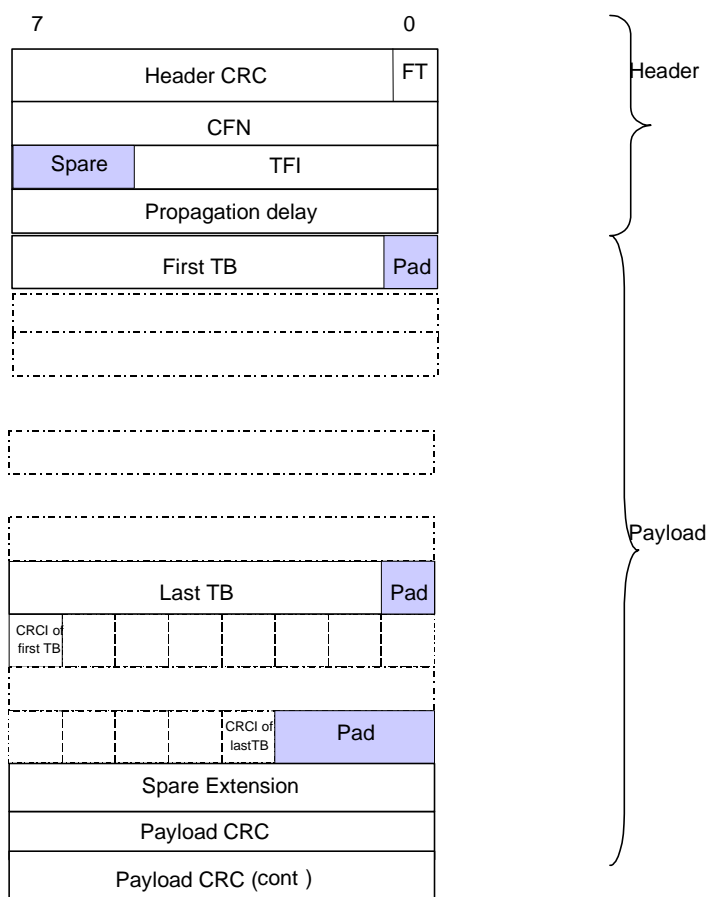 7 0
Header CRC FT
Header
CFN
Spare TFI
Propagation delay
First TB Pad
Payload
Last TB Pad
CRCI of
first TB
CRCI of
lastTB
Pad
Spare Extension
Payload CRC
Payload CRC (cont )